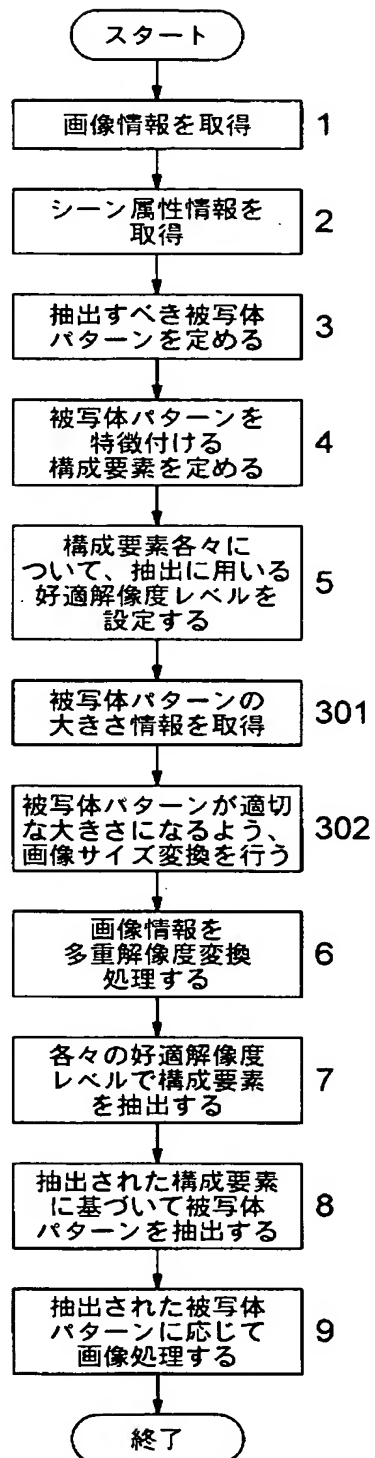 スタート
画像情報を取得
1
シーン属性情報を
取得
2
抽出すべき被写体
パターンを定める
3
被写体パターンを
特徴付ける
構成要素を定める
4
構成要素各々に
ついて、抽出に用いる
好適解像度レベルを
設定する
5
被写体パターンの
大きさ情報を取得
301
被写体パターンが適切
な大きさになるよう、
画像サイズ変換を行う
302
画像情報を
多重解像度変換
処理する
6
各々の好適解像度
レベルで構成要素
を抽出する
7
抽出された構成要素
に基づいて被写体
パターンを抽出する
8
抽出された被写体
パターンに応じて
画像処理する
9
終了